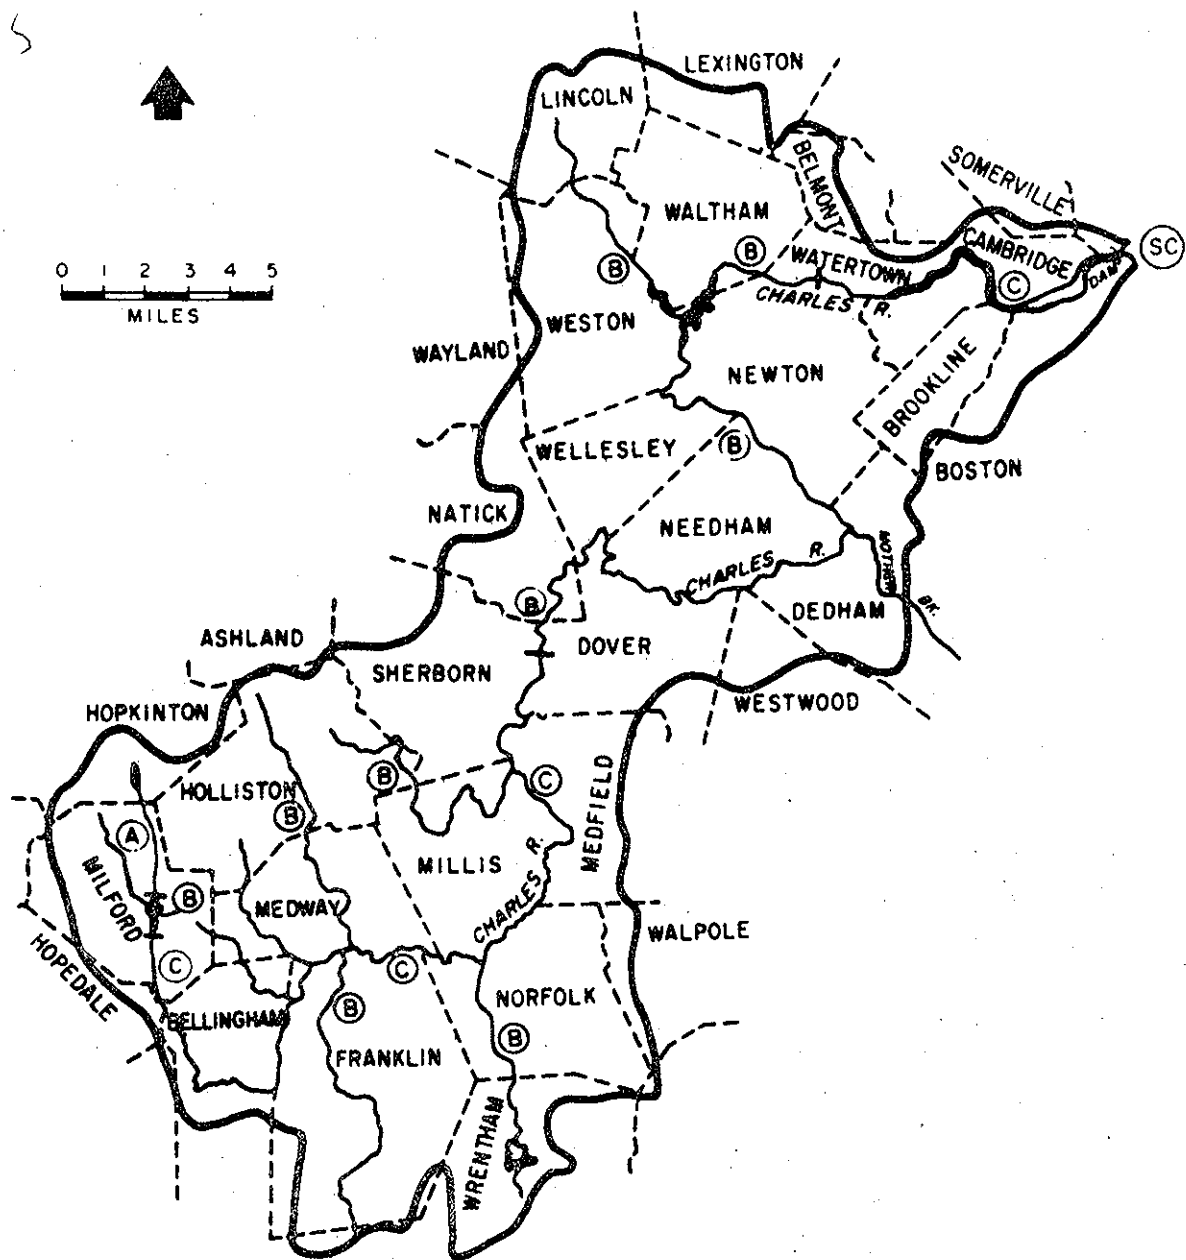 LEXINGTON
LINCOLN
BELMONT
SOMERVILLE
WALTHAM
CAMBRIDGE
SC
B
B
WATERTOWN
C
DAM
0 1 2 3 4 5
MILES
CHARLES R.
WESTON
WAYLAND
NEWTON
BROOKLINE
B
WELLESLEY
BOSTON
NATICK
NEEDHAM
CHARLES R.
MOTHER BK.
B
DEDHAM
ASHLAND
DOVER
SHERBORN
HOPKINTON
WESTWOOD
B
C
HOLLISTON
B
MEDFIELD
A
MILLIS
CHARLES R.
MILFORD
B
MEDWAY
WALPOLE
C
C
HOPEDALE
NORFOLK
B
BELLINGHAM
B
FRANKLIN
WRENTHAM